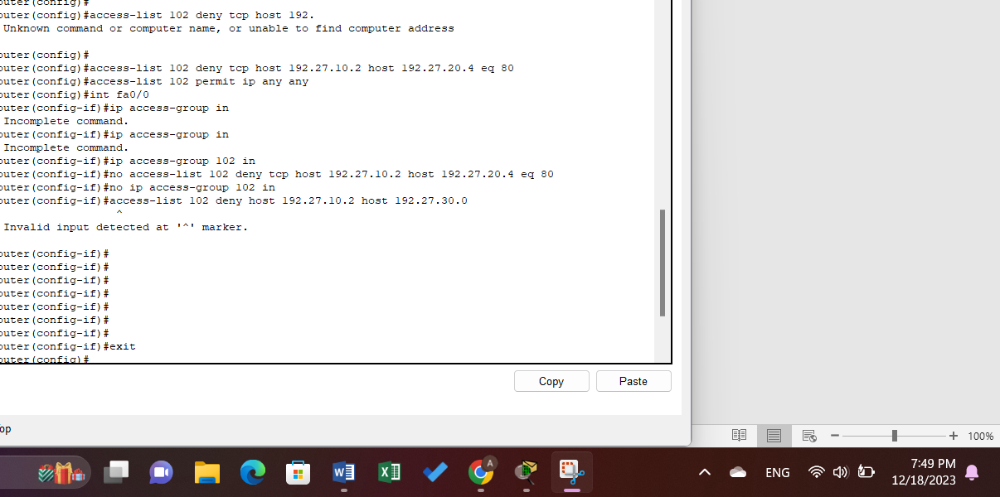 outer(config)#
outer(config)#access-list 102 deny tcp host 192.
Unknown command or computer name, or unable to find computer address
outer(config)#
outer(config)#access-list 102 deny tcp host 192.27.10.2 host 192.27.20.4 eq 80
outer(config)#access-list 102 permit ip any any
outer(config)#int fa0/0
outer(config-if)#ip access-group in
Incomplete command.
outer(config-if)#ip access-group in
Incomplete command.
outer(config-if)#ip access-group 102 in
outer(config-if)#no access-list 102 deny tcp host 192.27.10.2 host 192.27.20.4 eq 80
outer(config-if)#no ip access-group 102 in
outer(config-if)#access-list 102 deny host 192.27.10.2 host 192.27.30.0
^
Invalid input detected at '^' marker.
outer(config-if)#
outer(config-if)#
outer(config-if)#
outer(config-if)#
outer(config-if)#
outer(config-if)#
outer(config-if)#
outer(config-if)#exit
outer(config)#
Copy
Paste
op
100%
A
ENG
7:49 PM
12/18/2023